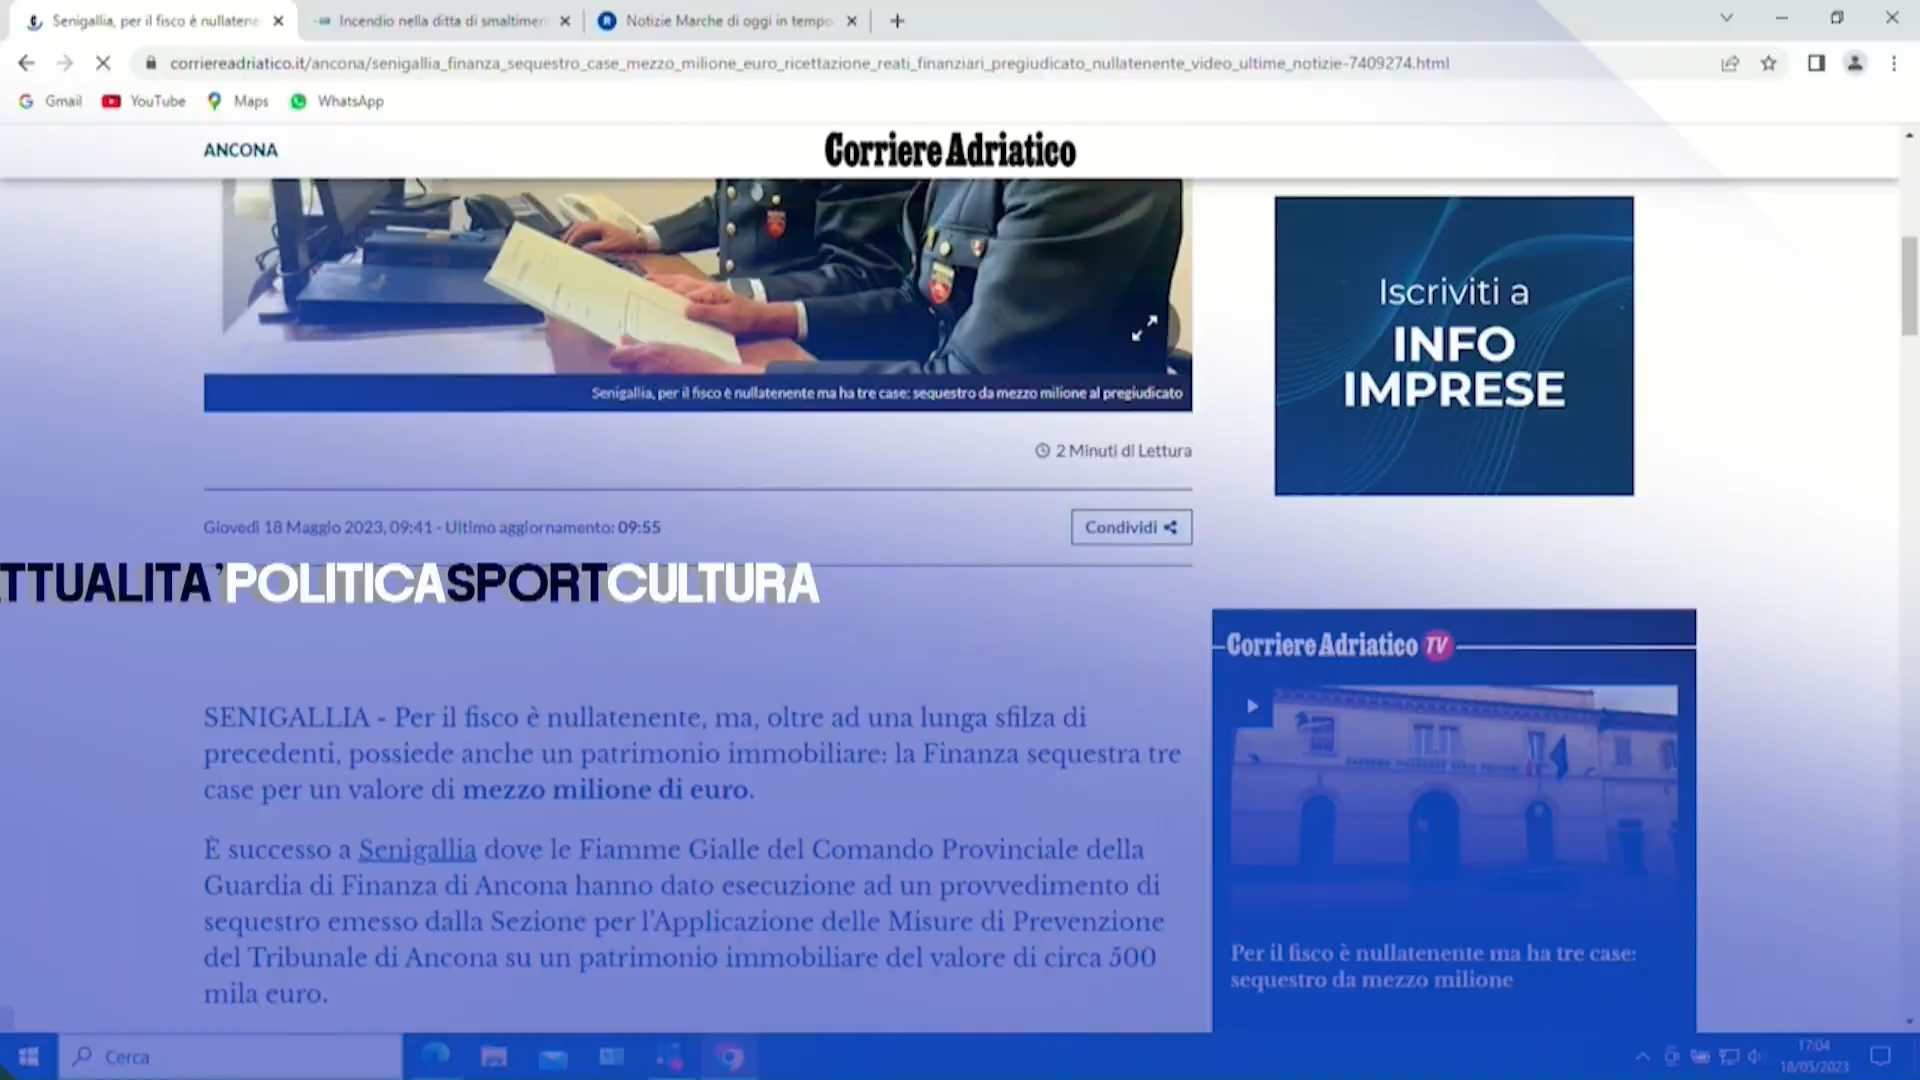 Senigallia, per il fisco è nullatene
Incendio nella ditta di smaltimen
Notizie Marche di oggi in tempo
corriereadriatico.it/ancona/senigallia_finanza_sequestro_case_mezzo_milione_euro_ricettazione_reati_finanziari_pregiudicato_nullatenente_video_ultime_notizie-7409274.html
Gmail YouTube Maps WhatsApp
ANCONA
Corriere Adriatico
Senigallia, per il fisco è nullatenente ma ha tre case: sequestro da mezzo milione al pregiudicato
Iscriviti a
INFO
IMPRESE
2 Minuti di Lettura
Giovedì 18 Maggio 2023, 09:41 - Ultimo aggiornamento: 09:55
Condividi
TTUALITA'POLITICASPORTCULTURA
SENIGALLIA - Per il fisco è nullatenente, ma, oltre ad una lunga sfilza di
precedenti, possiede anche un patrimonio immobiliare: la Finanza sequestra tre
case per un valore di mezzo milione di euro.
È successo a Senigallia dove le Fiamme Gialle del Comando Provinciale della
Guardia di Finanza di Ancona hanno dato esecuzione ad un provvedimento di
sequestro emesso dalla Sezione per l'Applicazione delle Misure di Prevenzione
del Tribunale di Ancona su un patrimonio immobiliare del valore di circa 500
mila euro.
Corriere Adriatico TV
Per il fisco è nullatenente ma ha tre case:
sequestro da mezzo milione
Cerca
17:04
18/05/2023